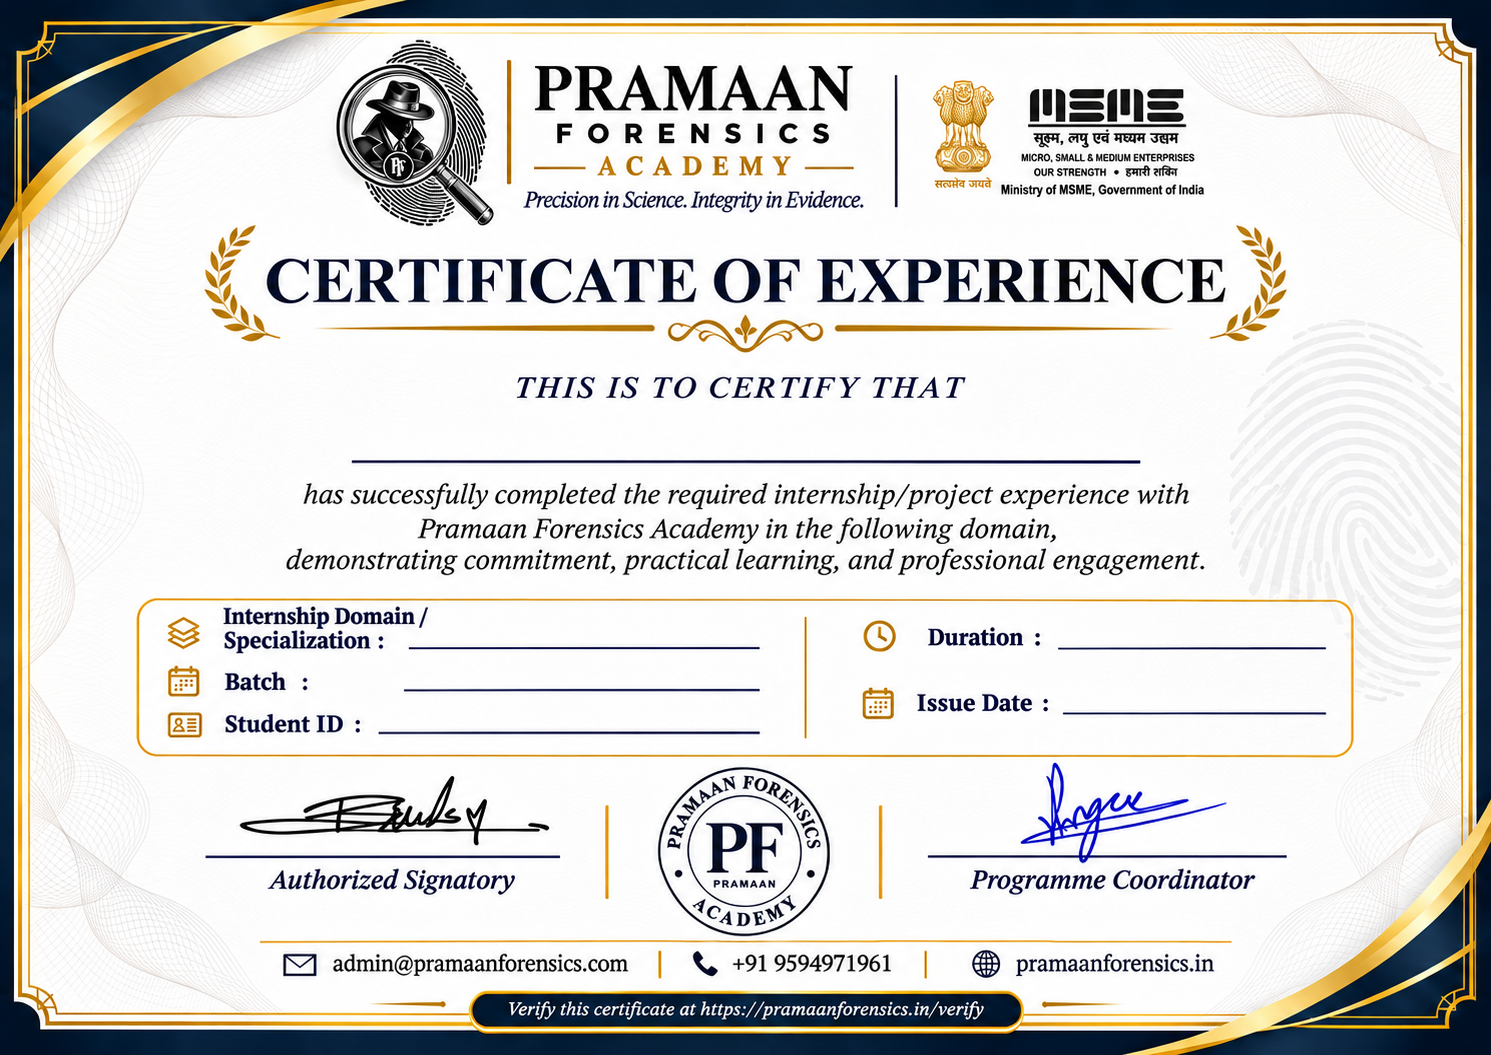 PRAMAAN
FORENSICS
ACADEMY
Precision in Science. Integrity in Evidence.
PF
सत्यमेव जयते
MSME
सूक्ष्म, लघु एवं मध्यम उद्यम
MICRO, SMALL & MEDIUM ENTERPRISES
OUR STRENGTH • हमारी शक्ति
Ministry of MSME, Government of India
CERTIFICATE OF EXPERIENCE
THIS IS TO CERTIFY THAT
has successfully completed the required internship/project experience with
Pramaan Forensics Academy in the following domain,
demonstrating commitment, practical learning, and professional engagement.
Internship Domain /
Specialization :
Batch :
Student ID :
Duration :
Issue Date :
Authorized Signatory
PRAMAAN FORENSICS
PF
PRAMAAN
ACADEMY
Programme Coordinator
admin@pramaanforensics.com
+91 9594971961
pramaanforensics.in
Verify this certificate at https://pramaanforensics.in/verify